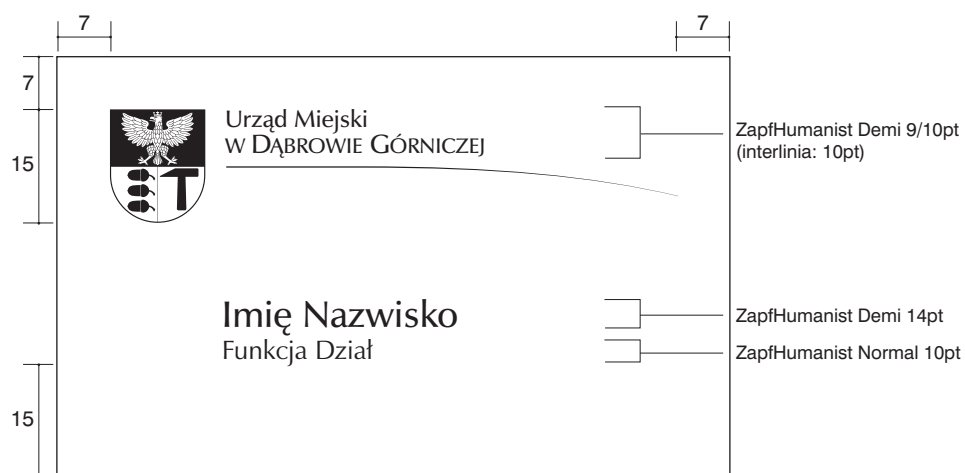 7
7
7
15
Urząd Miejski
w Dąbrowie Górniczej
ZapfHumanist Demi 9/10pt
(interlinia: 10pt)
Imię Nazwisko
Funkcja Dział
ZapfHumanist Demi 14pt
ZapfHumanist Normal 10pt
15